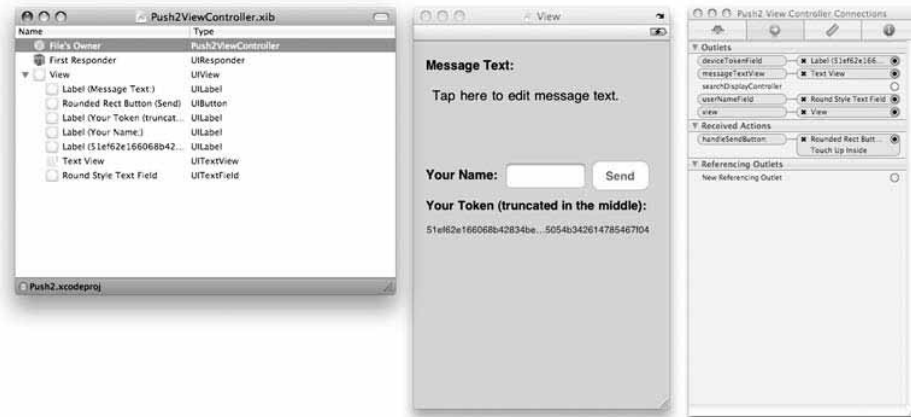 Push2ViewController.xib
Name Type
File's Owner Push2ViewController
First Responder UIResponder
View UIView
Label (Message Text:) UILabel
Rounded Rect Button (Send) UIButton
Label (Your Token (truncat... UILabel
Label (Your Name:) UILabel
Label (51ef62e166068b42... UILabel
Text View UITextView
Round Style Text Field UITextField
Push2.xcodeproj
View
Message Text:
Tap here to edit message text.
Your Name: Send
Your Token (truncated in the middle):
51ef62e166068b42834be...5054b342614785467f04
Push2 View Controller Connections
Outlets
deviceTokenField Label (51ef62e166...
messageTextView Text View
searchDisplayController
userNameField Round Style Text Field
view View
Received Actions
handleSendButton: Rounded Rect Butt...
Touch Up Inside
Referencing Outlets
New Referencing Outlet